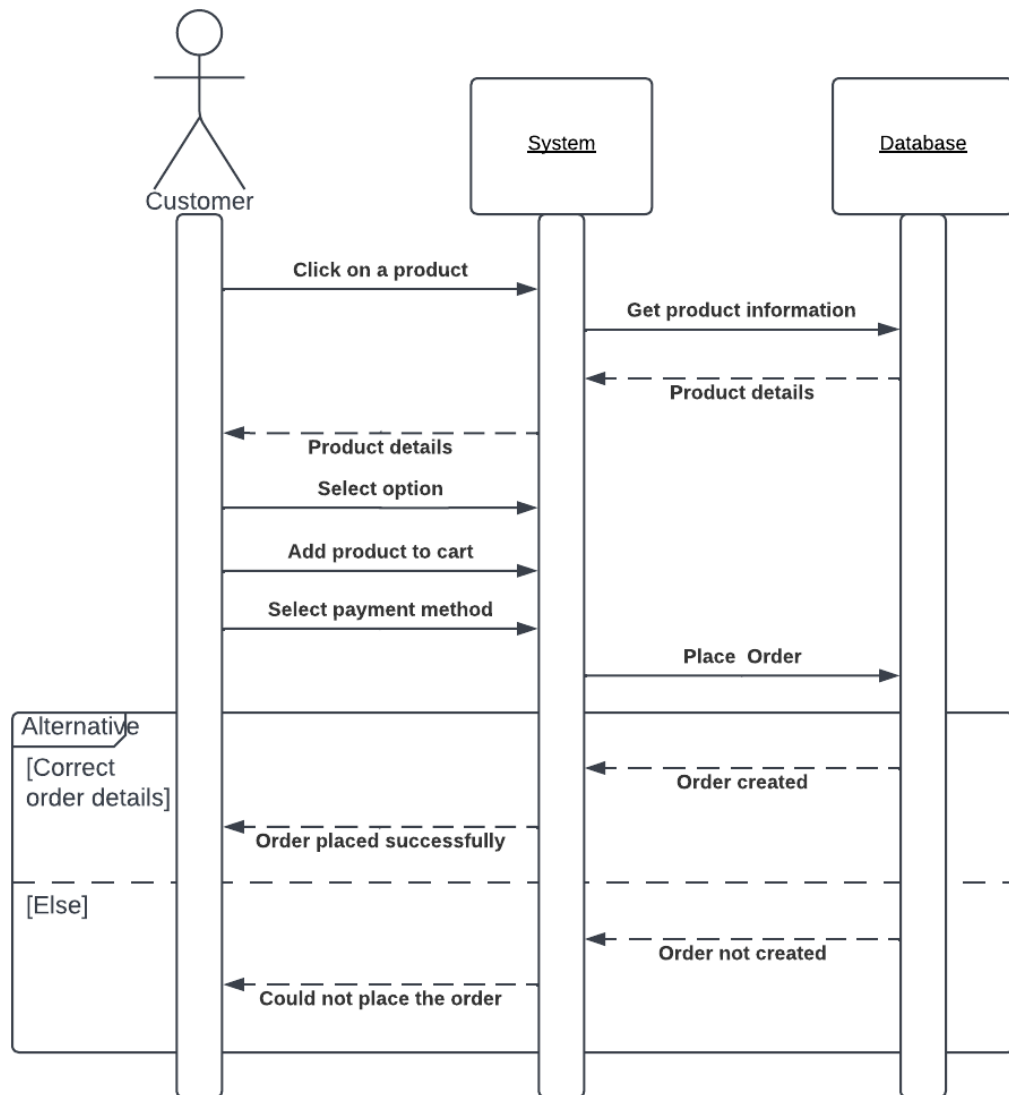 System
Database
Customer
Click on a product
Get product information
Product details
Product details
Select option
Add product to cart
Select payment method
Place  Order
Alternative
[Correct
order details]
Order created
Order placed successfully
[Else]
Order not created
Could not place the order